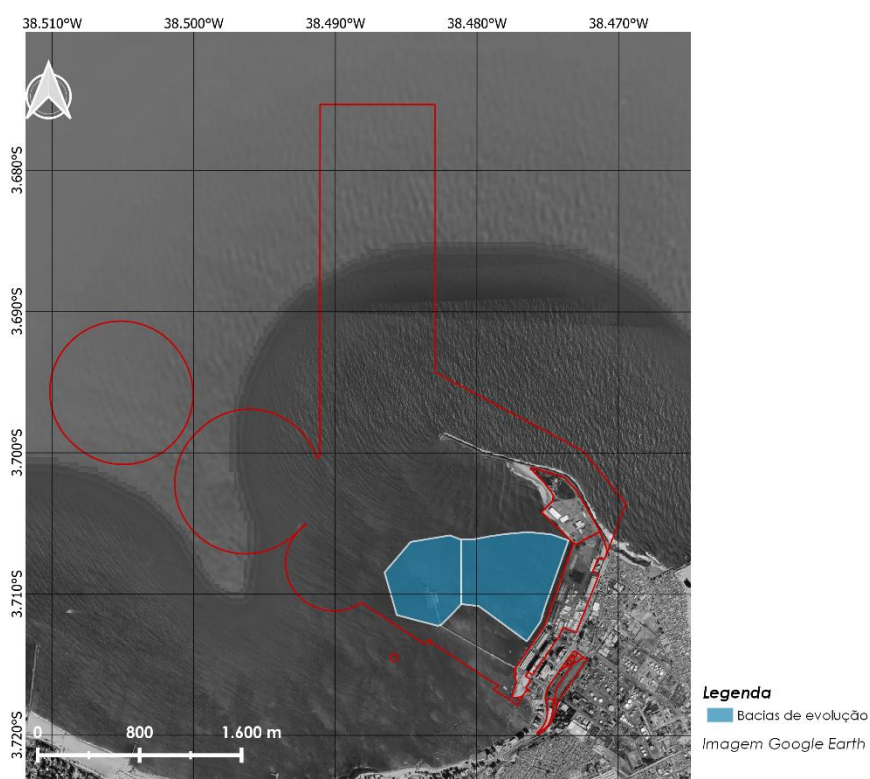 38.510°W 38.500°W 38.490°W 38.480°W 38.470°W
3.680°S
3.690°S
3.700°S
3.710°S
3.720°S
0 800 1.600 m
Legenda
Bacias de evolução
Imagem Google Earth